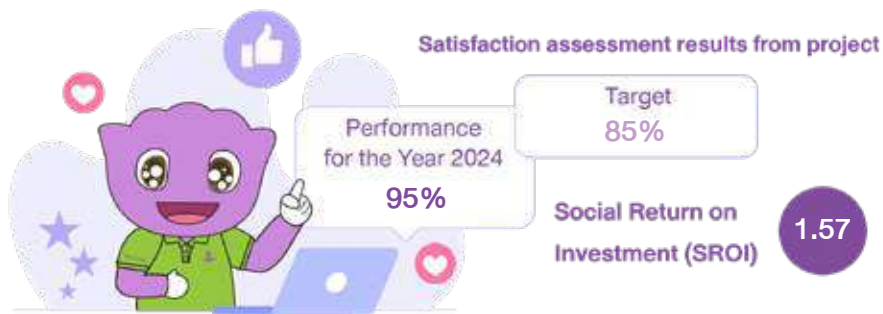 Satisfaction assessment results from project
Target
85%
Performance
for the Year 2024
95%
Social Return on
Investment (SROI)
1.57